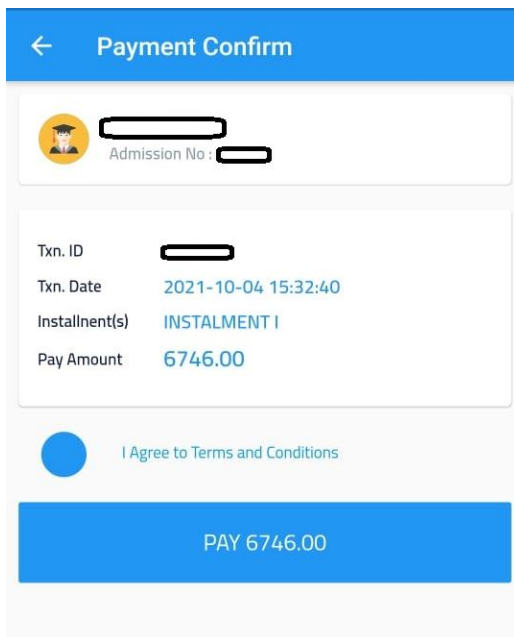 Payment Confirm
Admission No :
Txn. ID
Txn. Date 2021-10-04 15:32:40
Installnent(s) INSTALMENT I
Pay Amount 6746.00
I Agree to Terms and Conditions
PAY 6746.00